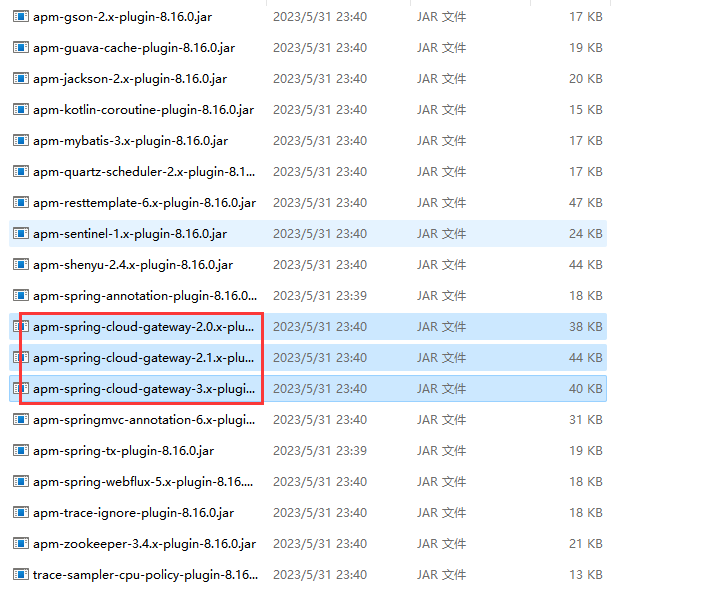 apm-gson-2.x-plugin-8.16.0.jar 2023/5/31 23:40 JAR 文件 17 KB
apm-guava-cache-plugin-8.16.0.jar 2023/5/31 23:40 JAR 文件 19 KB
apm-jackson-2.x-plugin-8.16.0.jar 2023/5/31 23:40 JAR 文件 20 KB
apm-kotlin-coroutine-plugin-8.16.0.jar 2023/5/31 23:40 JAR 文件 15 KB
apm-mybatis-3.x-plugin-8.16.0.jar 2023/5/31 23:40 JAR 文件 17 KB
apm-quartz-scheduler-2.x-plugin-8.1... 2023/5/31 23:40 JAR 文件 17 KB
apm-resttemplate-6.x-plugin-8.16.0.jar 2023/5/31 23:40 JAR 文件 47 KB
apm-sentinel-1.x-plugin-8.16.0.jar 2023/5/31 23:40 JAR 文件 24 KB
apm-shenyu-2.4.x-plugin-8.16.0.jar 2023/5/31 23:40 JAR 文件 44 KB
apm-spring-annotation-plugin-8.16.0... 2023/5/31 23:39 JAR 文件 18 KB
apm-spring-cloud-gateway-2.0.x-plu... 2023/5/31 23:40 JAR 文件 38 KB
apm-spring-cloud-gateway-2.1.x-plu... 2023/5/31 23:40 JAR 文件 44 KB
apm-spring-cloud-gateway-3.x-plugi... 2023/5/31 23:40 JAR 文件 40 KB
apm-springmvc-annotation-6.x-plugi... 2023/5/31 23:40 JAR 文件 31 KB
apm-spring-tx-plugin-8.16.0.jar 2023/5/31 23:39 JAR 文件 19 KB
apm-spring-webflux-5.x-plugin-8.16.... 2023/5/31 23:40 JAR 文件 18 KB
apm-trace-ignore-plugin-8.16.0.jar 2023/5/31 23:40 JAR 文件 18 KB
apm-zookeeper-3.4.x-plugin-8.16.0.jar 2023/5/31 23:40 JAR 文件 21 KB
trace-sampler-cpu-policy-plugin-8.16... 2023/5/31 23:40 JAR 文件 13 KB